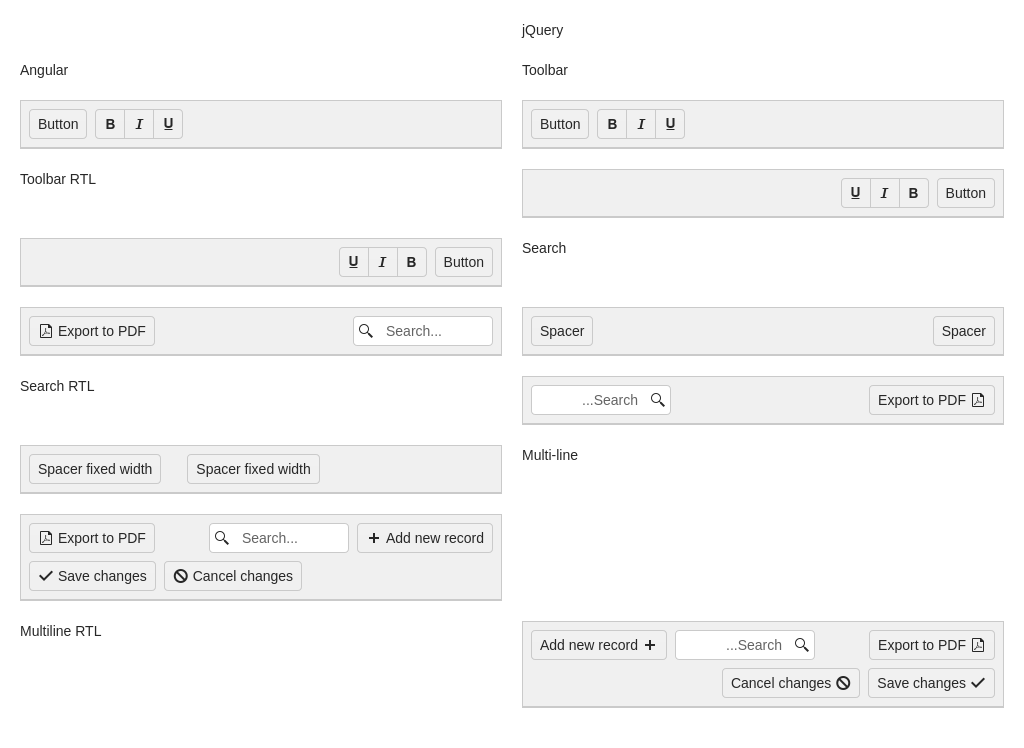 jQuery
Angular
Toolbar
Button B I U
Button B I U
Toolbar RTL
U I B Button
U I B Button
Search
Export to PDF Search...
Spacer Spacer
Search RTL
...Search Export to PDF
Spacer fixed width Spacer fixed width
Multi-line
Export to PDF Search... Add new record
Save changes Cancel changes
Multiline RTL
Add new record ...Search Export to PDF
Cancel changes Save changes